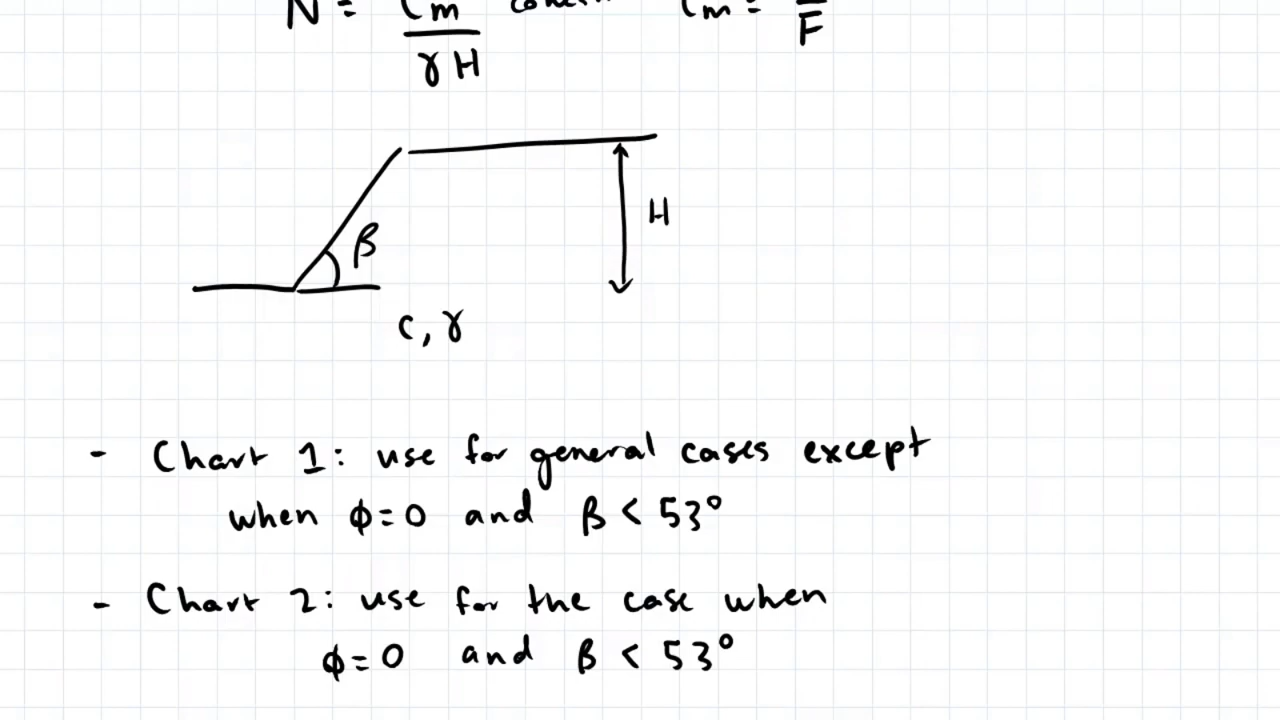 N = Cm
γH
F
H
β
c, γ
- Chart 1: use for general cases except
when φ=0 and β < 53°
- Chart 2: use for the case when
φ=0 and β < 53°